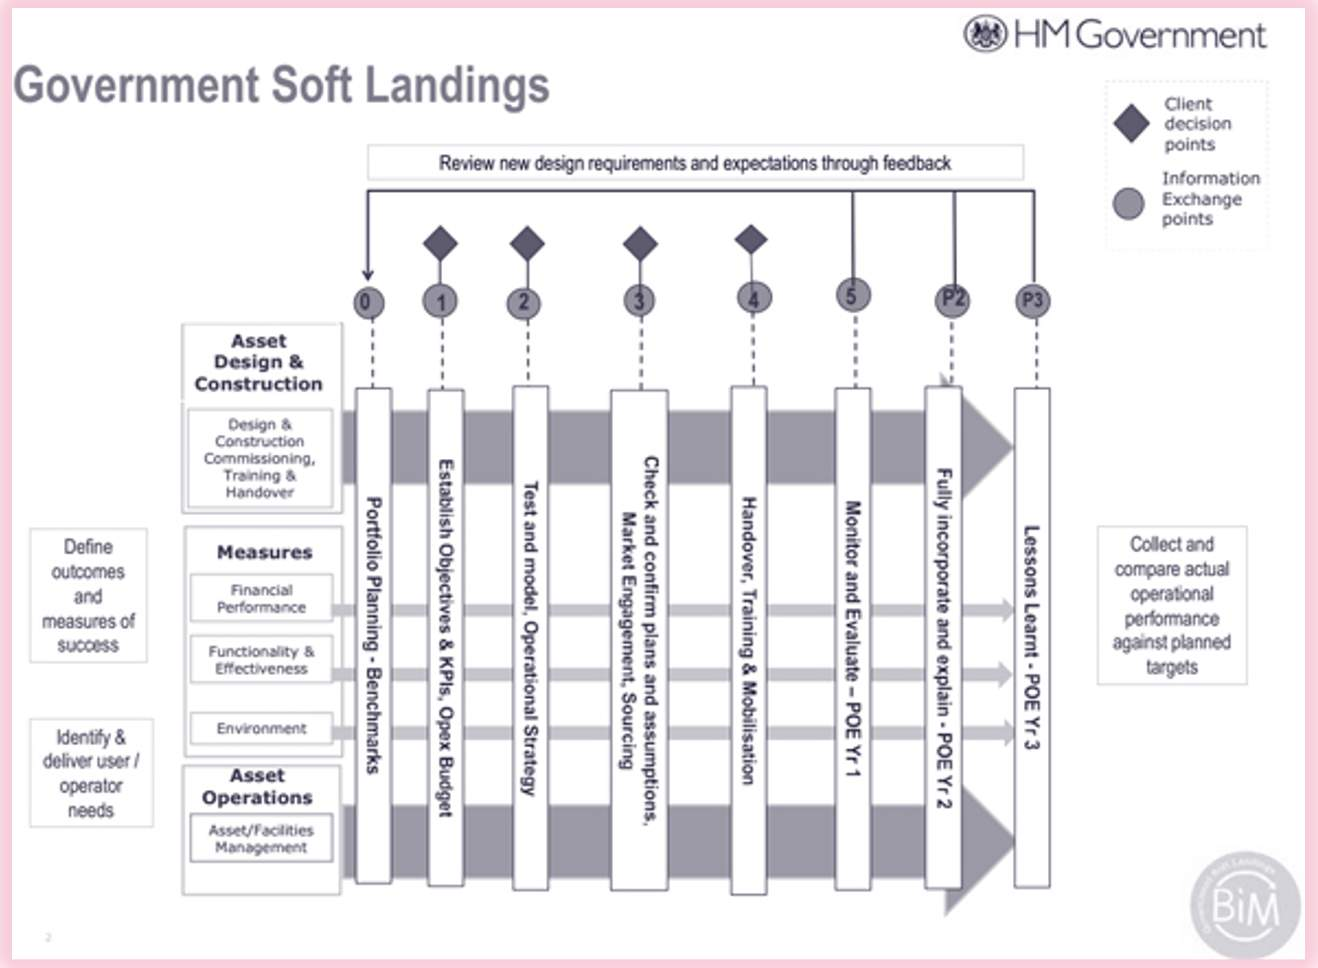 HM Government
Government Soft Landings
Client
decision
points
Information
Exchange
points
Review new design requirements and expectations through feedback
0
1
2
3
4
5
P2
P3
Asset
Design &
Construction
Design &
Construction
Commissioning,
Training &
Handover
Define
outcomes
and
measures of
success
Measures
Financial
Performance
Functionality &
Effectiveness
Environment
Identify &
deliver user /
operator
needs
Asset
Operations
Asset/Facilities
Management
Portfolio Planning - Benchmarks
Establish Objectives & KPIs, Opex Budget
Test and model, Operational Strategy
Check and confirm plans and assumptions,
Market Engagement, Sourcing
Handover, Training & Mobilisation
Monitor and Evaluate – POE Yr 1
Fully incorporate and explain - POE Yr 2
Lessons Learnt - POE Yr 3
Collect and
compare actual
operational
performance
against planned
targets
Government Soft Landings
BiM
2